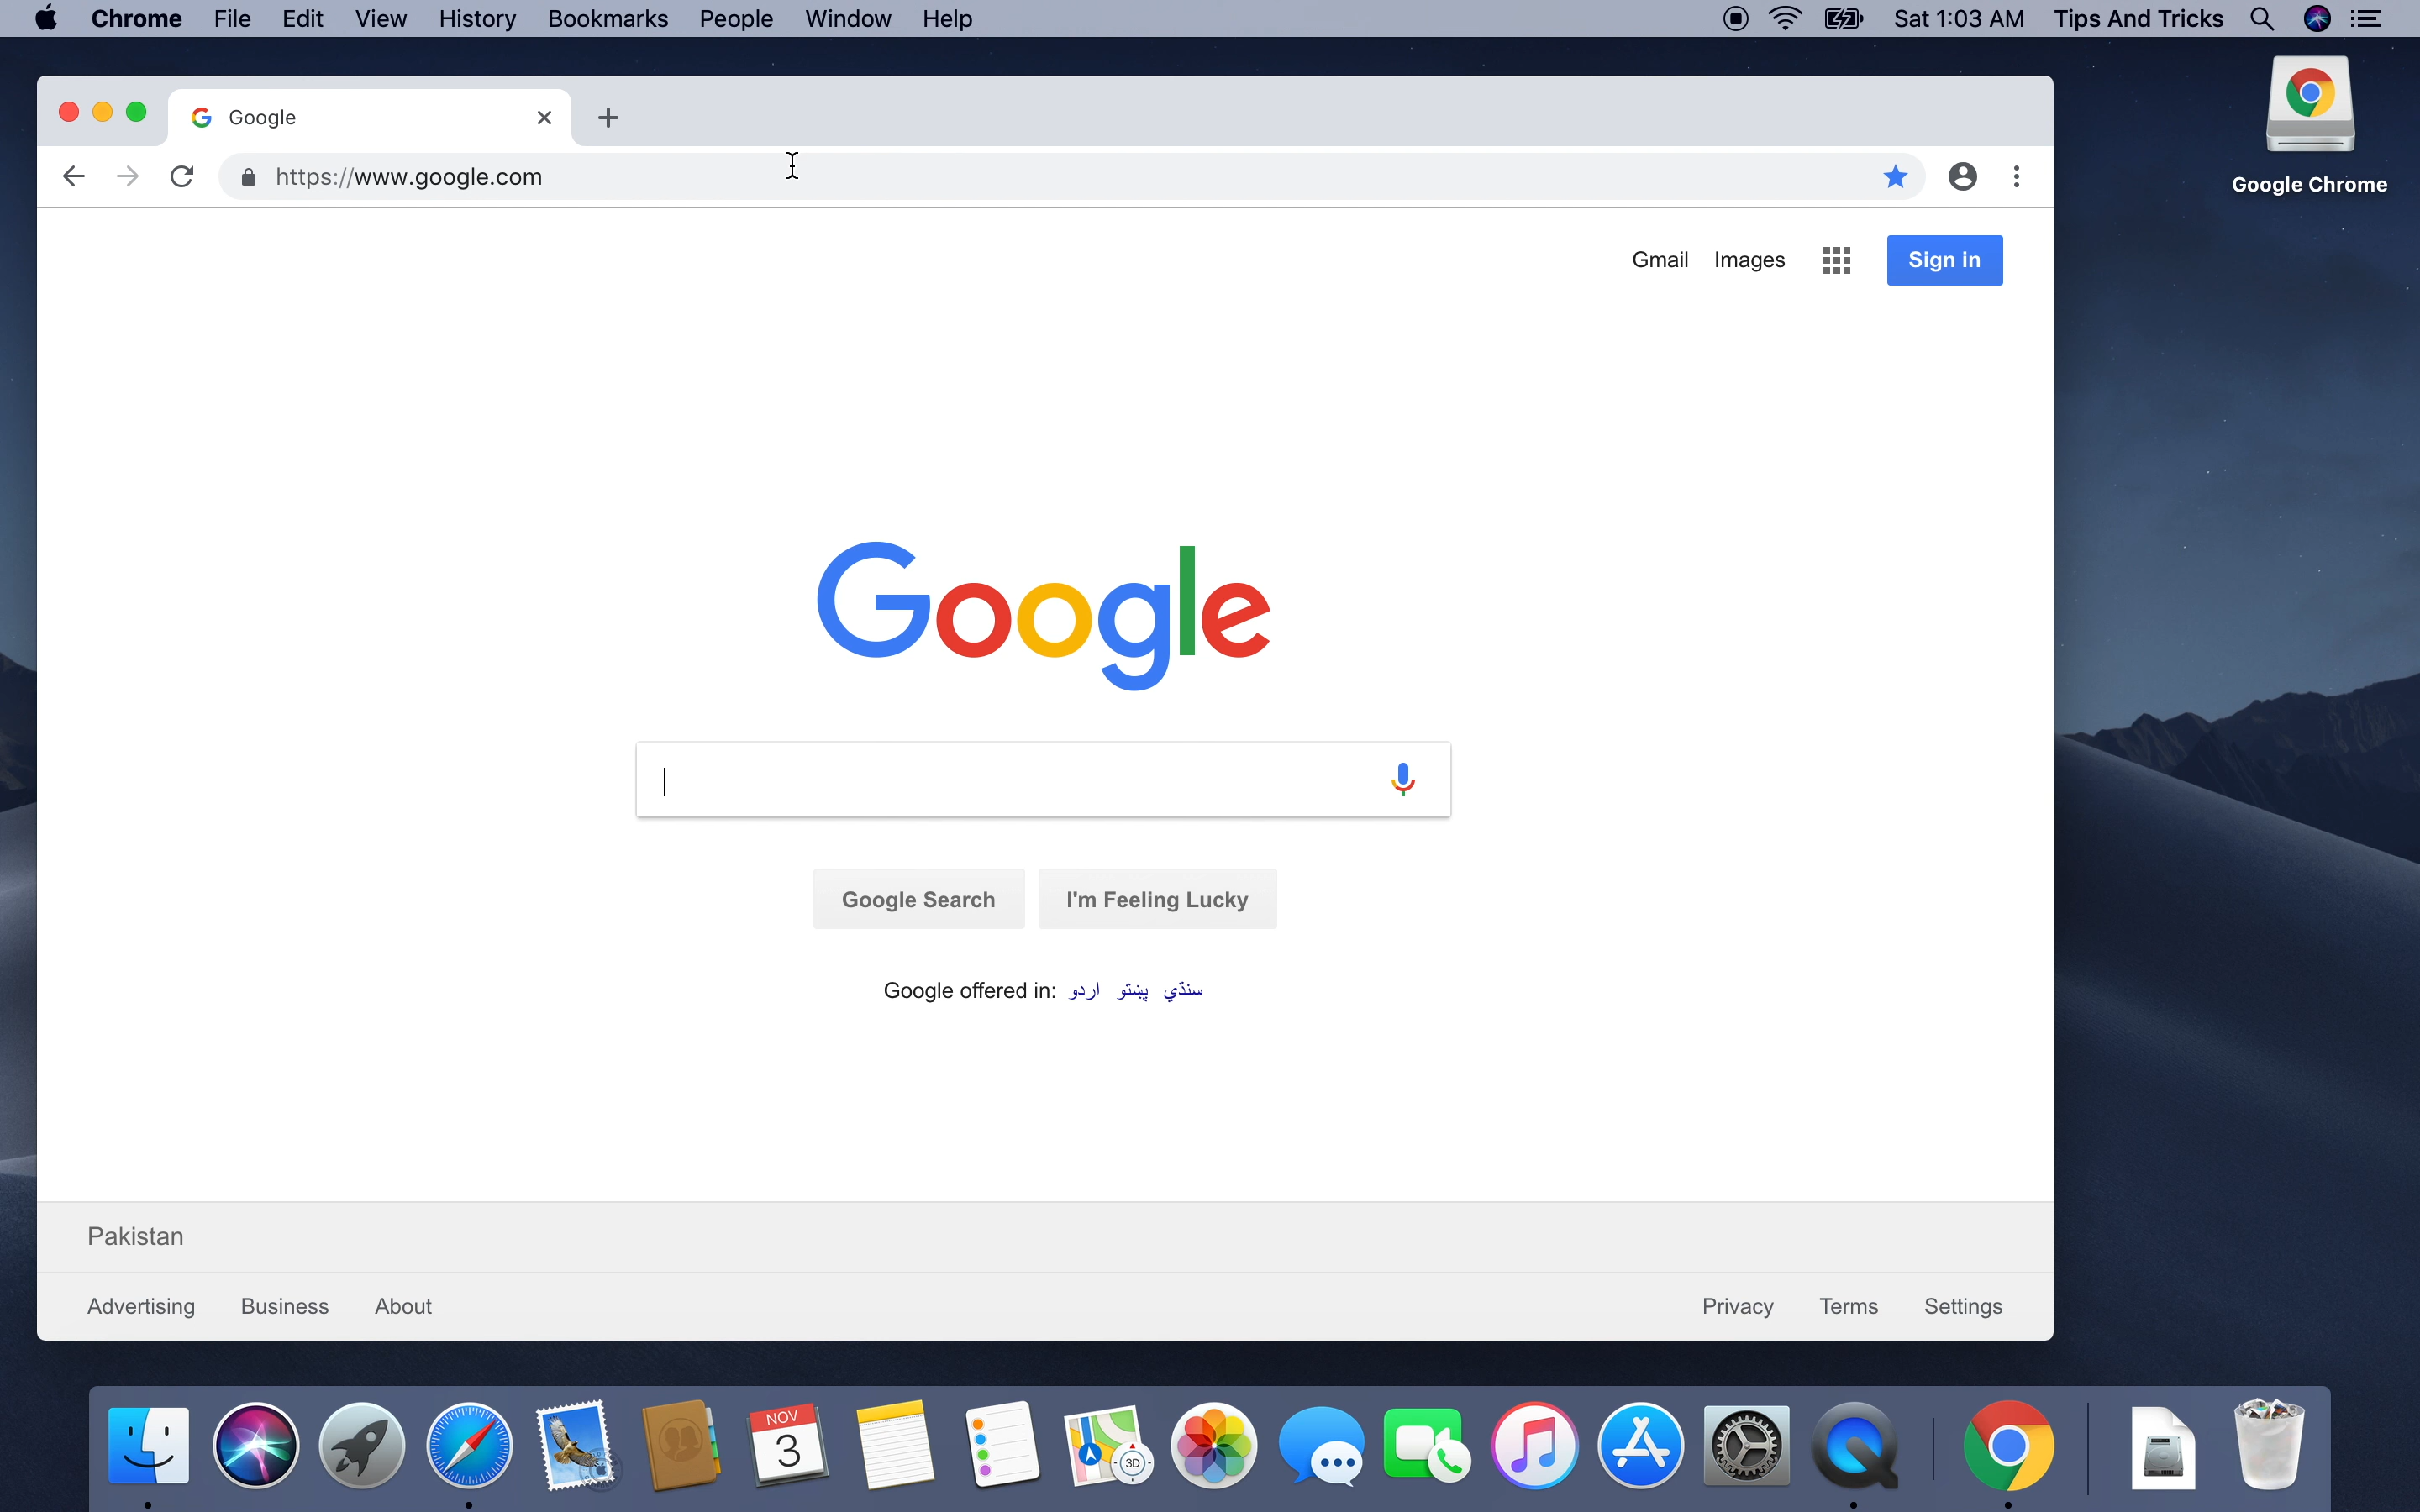 Chrome File Edit View History Bookmarks People Window Help Sat 1:03 AM Tips And Tricks
Google
https://www.google.com
Google Chrome
Gmail Images Sign in
Google
Google Search I'm Feeling Lucky
Google offered in: اردو پښتو سنڌي
Pakistan
Advertising Business About Privacy Terms Settings
NOV
3
3D